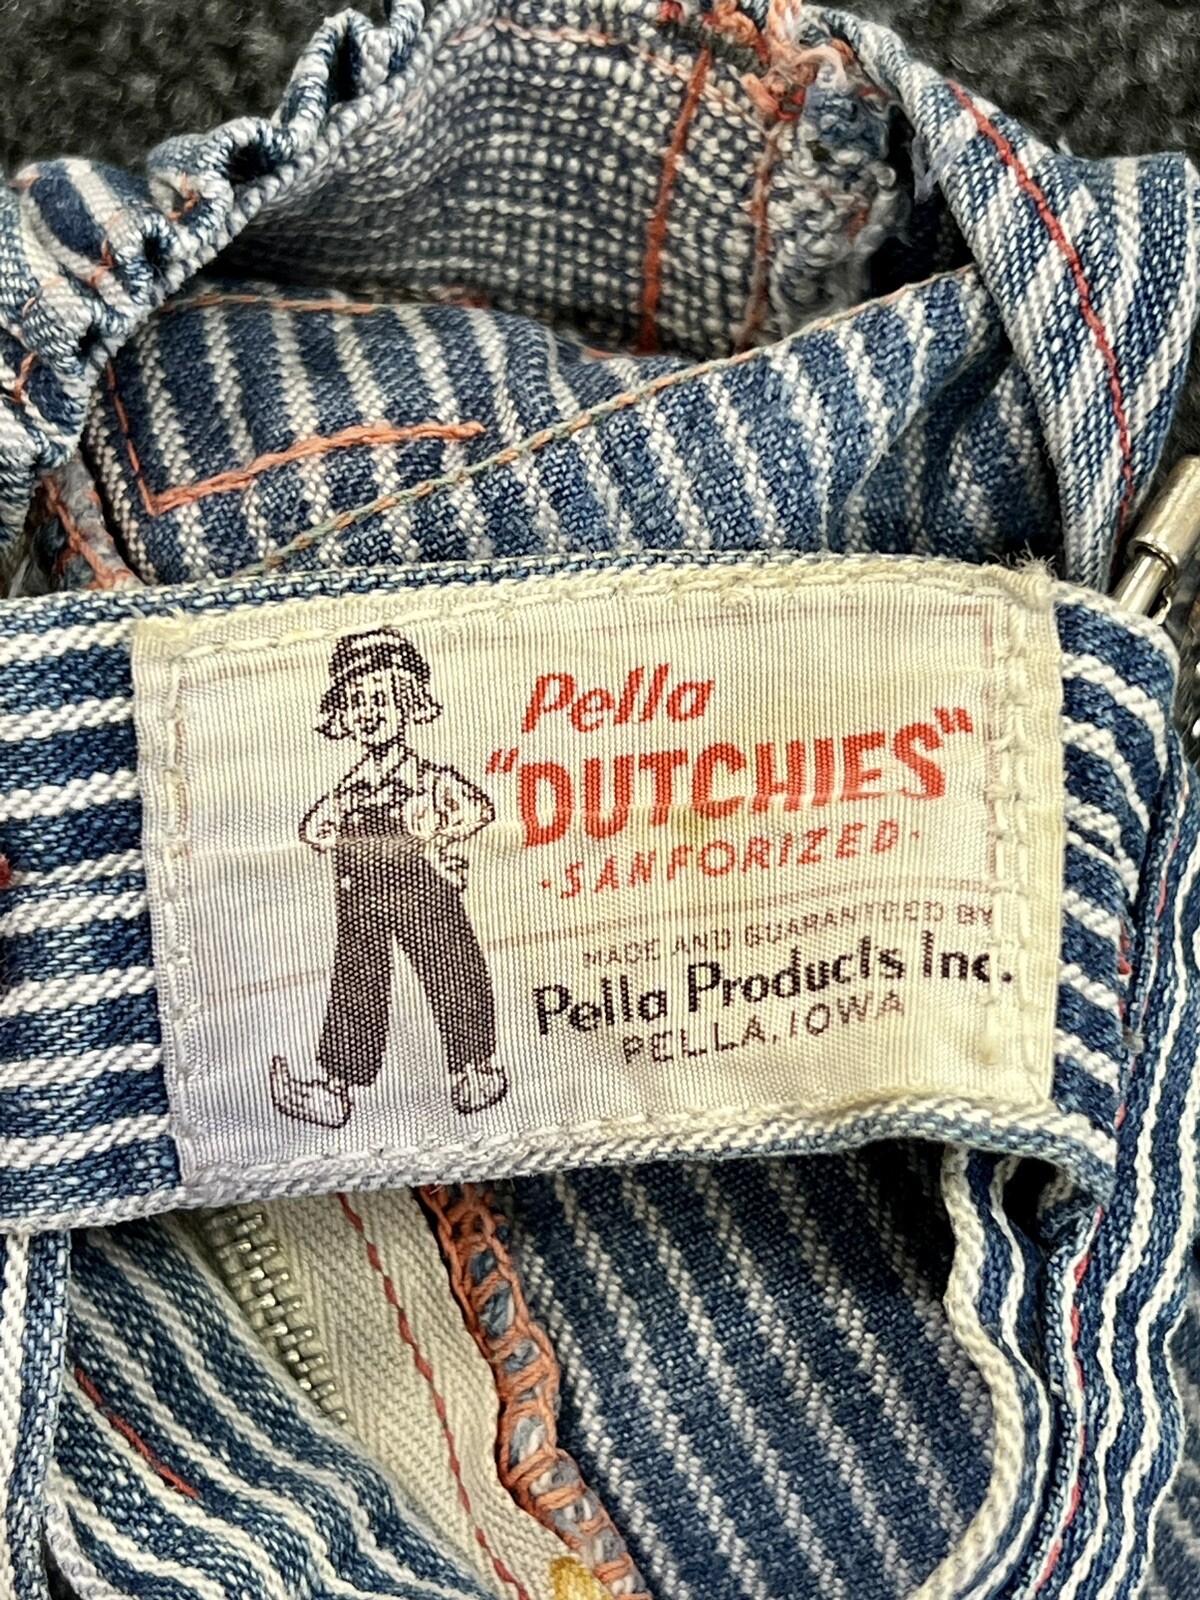 Pella
"DUTCHIES"
·SANFORIZED·
MADE AND GUARANTEED BY
Pella Products Inc.
PELLA, IOWA